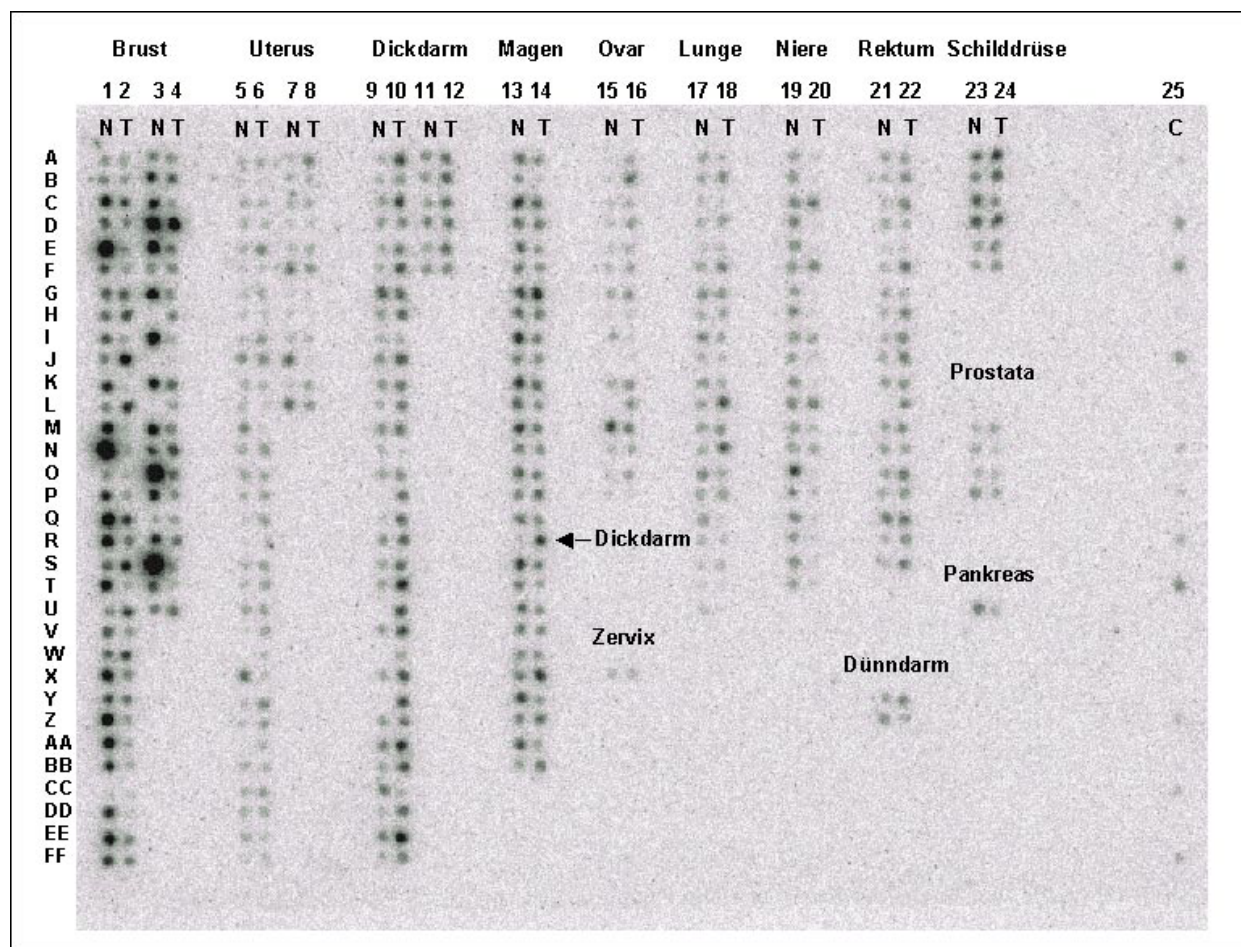 Brust Uterus Dickdarm Magen Ovar Lunge Niere Rektum Schilddrüse
1 2 3 4 5 6 7 8 9 10 11 12 13 14 15 16 17 18 19 20 21 22 23 24 25
N T N T N T N T N T N T N T N T N T N T N T N T C
A
B
C
D
E
F
G
H
I
J
Prostata
K
L
M
N
O
P
Q
R
Dickdarm
S
T
Pankreas
U
V
Zervix
W
X
Dünndarm
Y
Z
AA
BB
CC
DD
EE
FF